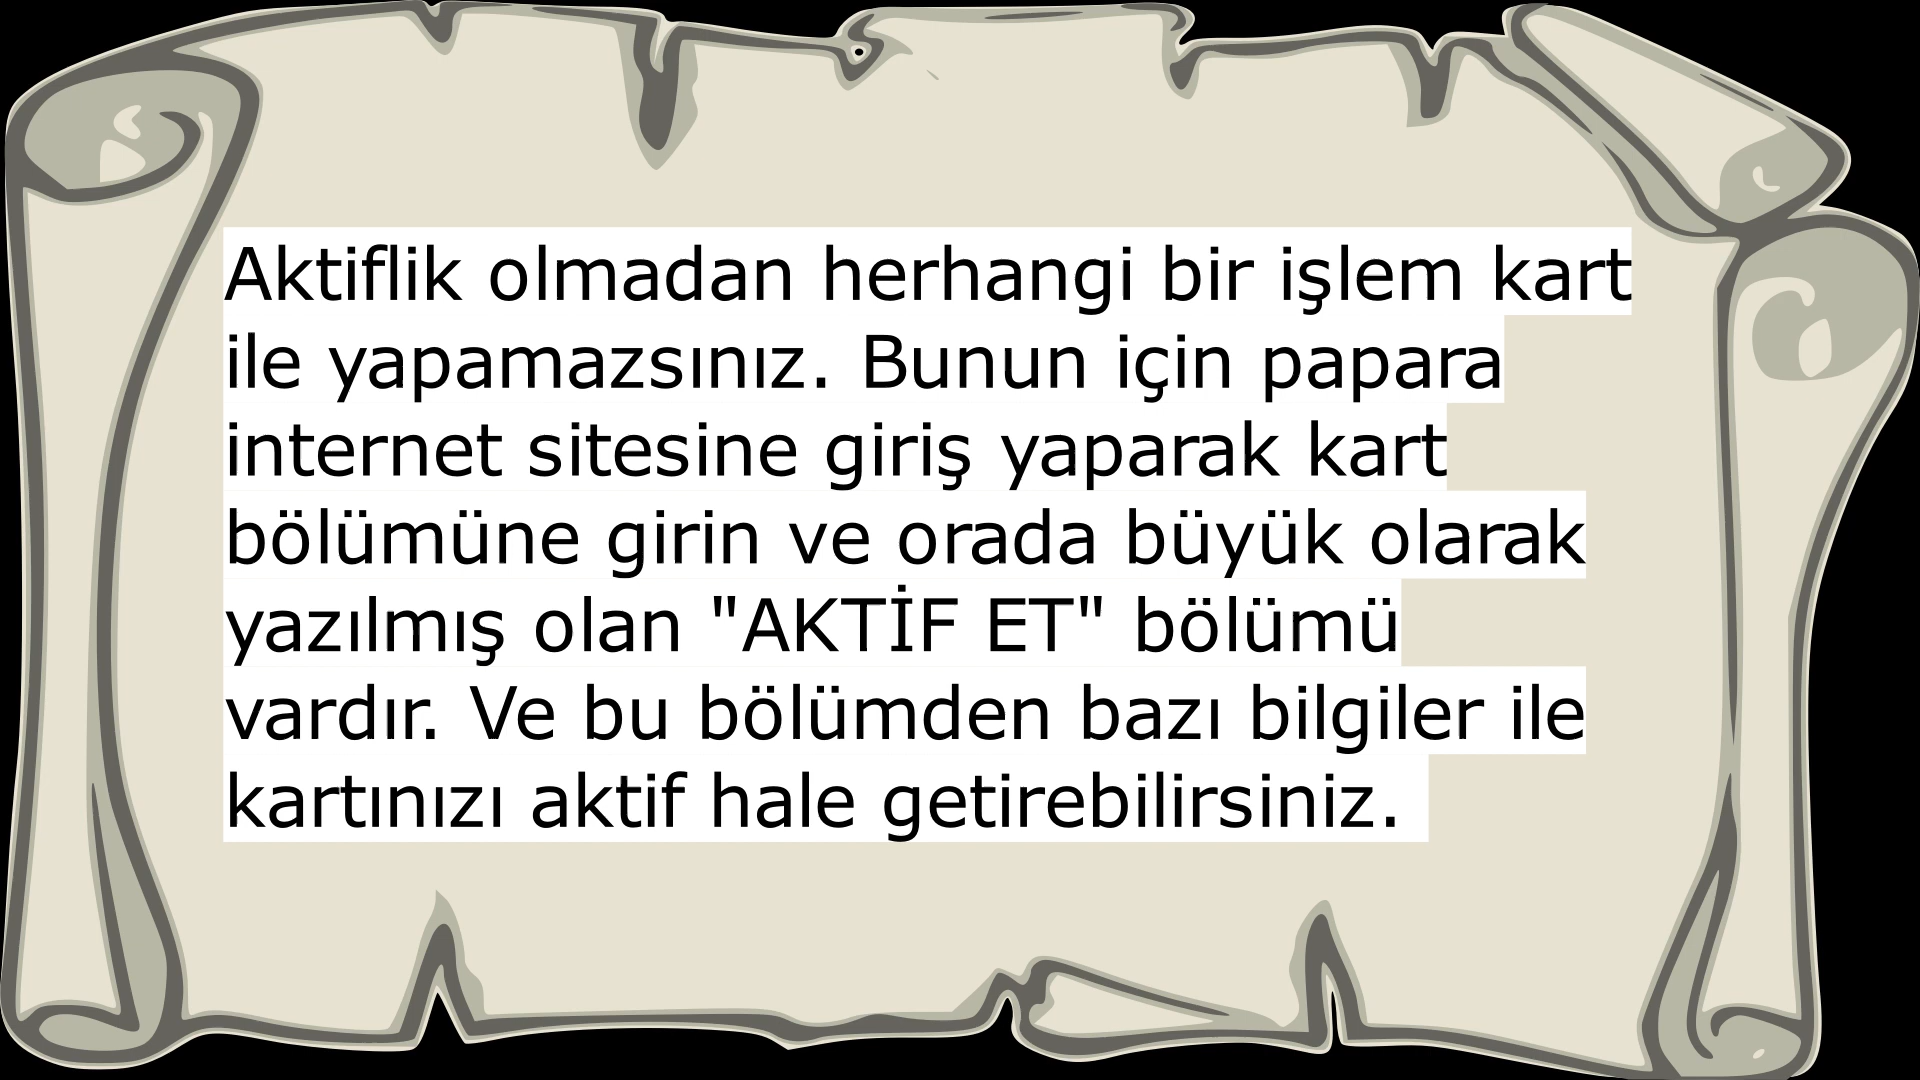 Aktiflik olmadan herhangi bir işlem kart
ile yapamazsınız. Bunun için papara
internet sitesine giriş yaparak kart
bölümüne girin ve orada büyük olarak
yazılmış olan "AKTİF ET" bölümü
vardır. Ve bu bölümden bazı bilgiler ile
kartınızı aktif hale getirebilirsiniz.